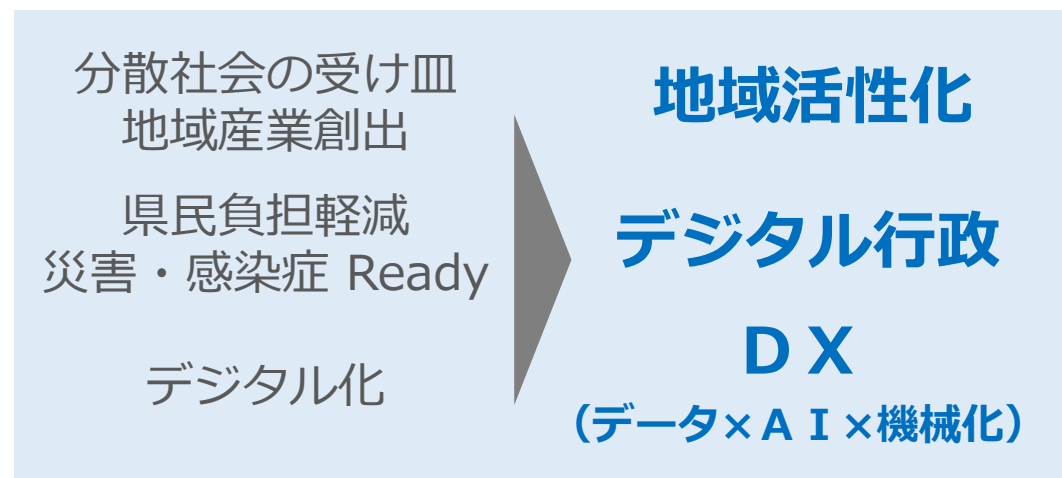 分散社会の受け皿
地域産業創出
県民負担軽減
災害・感染症 Ready
デジタル化
地域活性化
デジタル行政
ＤＸ
（データ×ＡＩ×機械化）